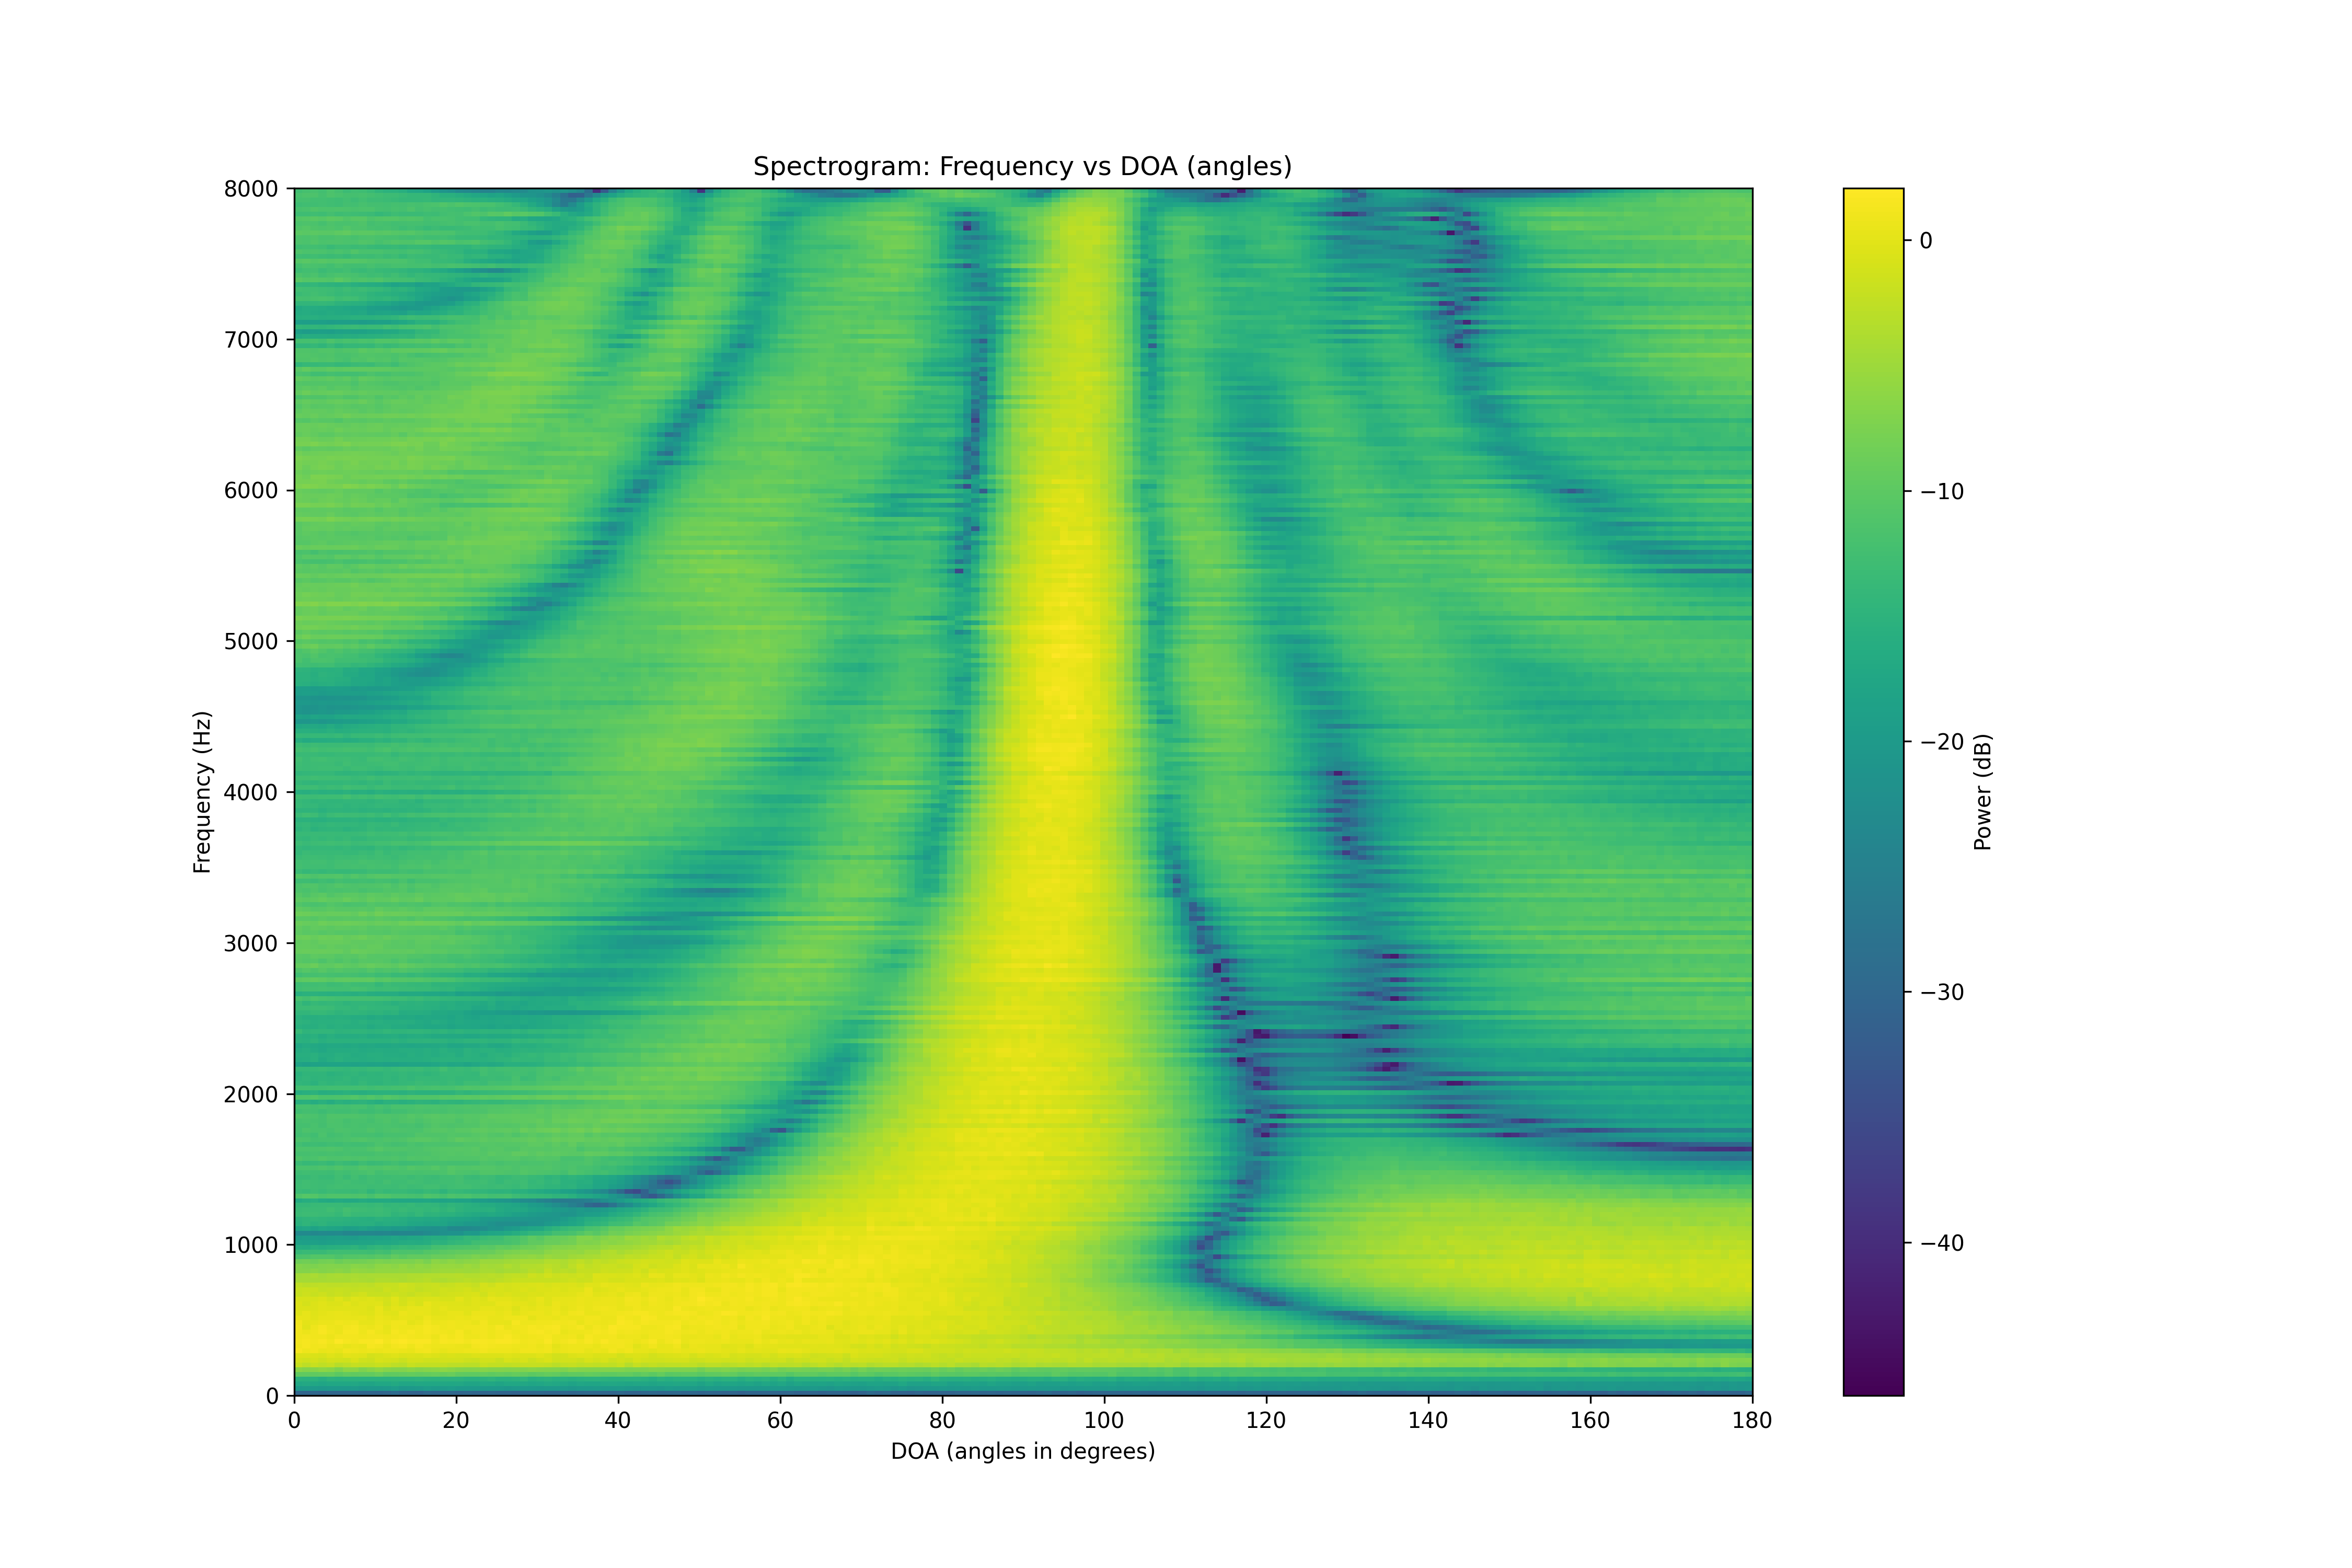 Spectrogram: Frequency vs DOA (angles)
8000
7000
6000
5000
4000
3000
2000
1000
0
Frequency (Hz)
0 20 40 60 80 100 120 140 160 180
DOA (angles in degrees)
0
−10
−20
−30
−40
Power (dB)